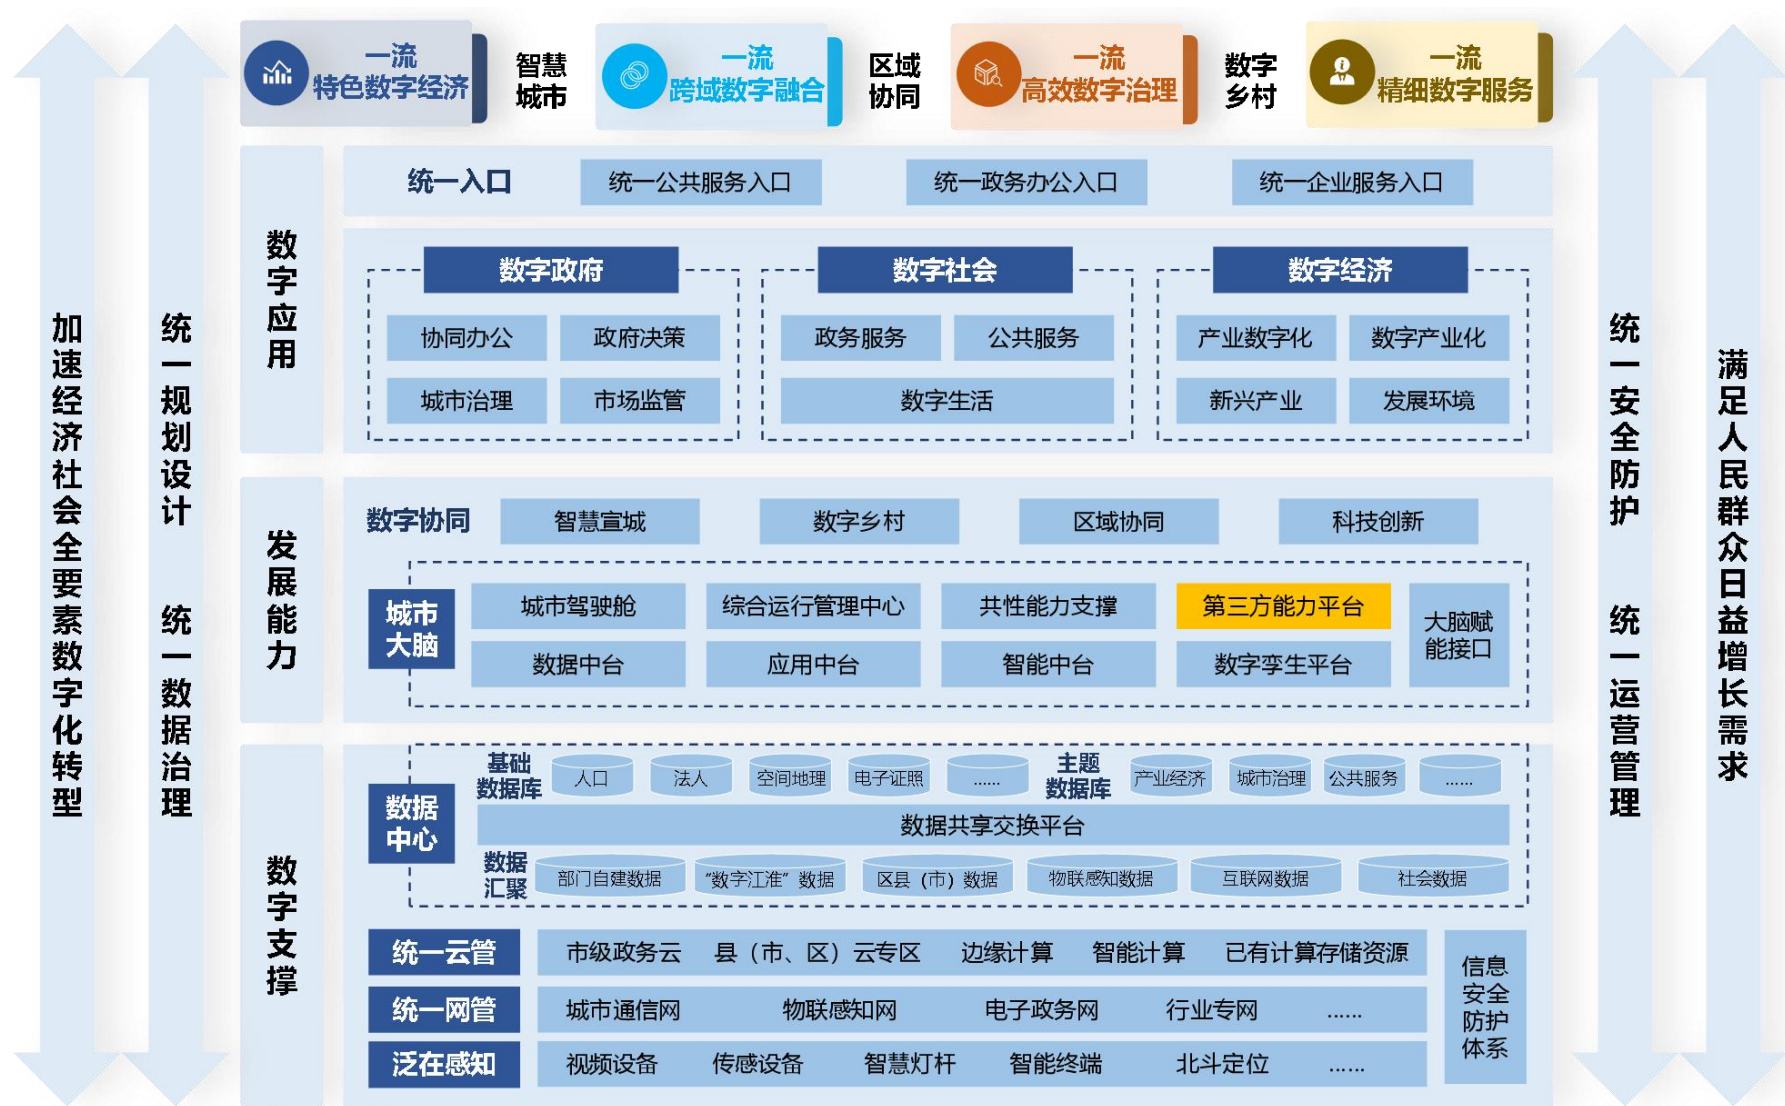 一流
特色数字经济
智慧
城市
一流
跨域数字融合
区域
协同
一流
高效数字治理
数字
乡村
一流
精细数字服务
加速经济社会全要素数字化转型
统一规划设计
统一数据治理
数字应用
统一入口
统一公共服务入口
统一政务办公入口
统一企业服务入口
数字政府
协同办公
政府决策
城市治理
市场监管
数字社会
政务服务
公共服务
数字生活
数字经济
产业数字化
数字产业化
新兴产业
发展环境
发展能力
数字协同
智慧宣城
数字乡村
区域协同
科技创新
城市
大脑
城市驾驶舱
综合运行管理中心
共性能力支撑
第三方能力平台
数据中台
应用中台
智能中台
数字孪生平台
大脑赋
能接口
数字支撑
数据
中心
基础
数据库
人口
法人
空间地理
电子证照
......
主题
数据库
产业经济
城市治理
公共服务
......
数据共享交换平台
数据
汇聚
部门自建数据
“数字江淮”数据
区县（市）数据
物联感知数据
互联网数据
社会数据
统一云管
市级政务云 县（市、区）云专区 边缘计算 智能计算 已有计算存储资源
统一网管
城市通信网 物联感知网 电子政务网 行业专网 ......
泛在感知
视频设备 传感设备 智慧灯杆 智能终端 北斗定位 ......
信息
安全
防护
体系
统一安全防护
统一运营管理
满足人民群众日益增长需求